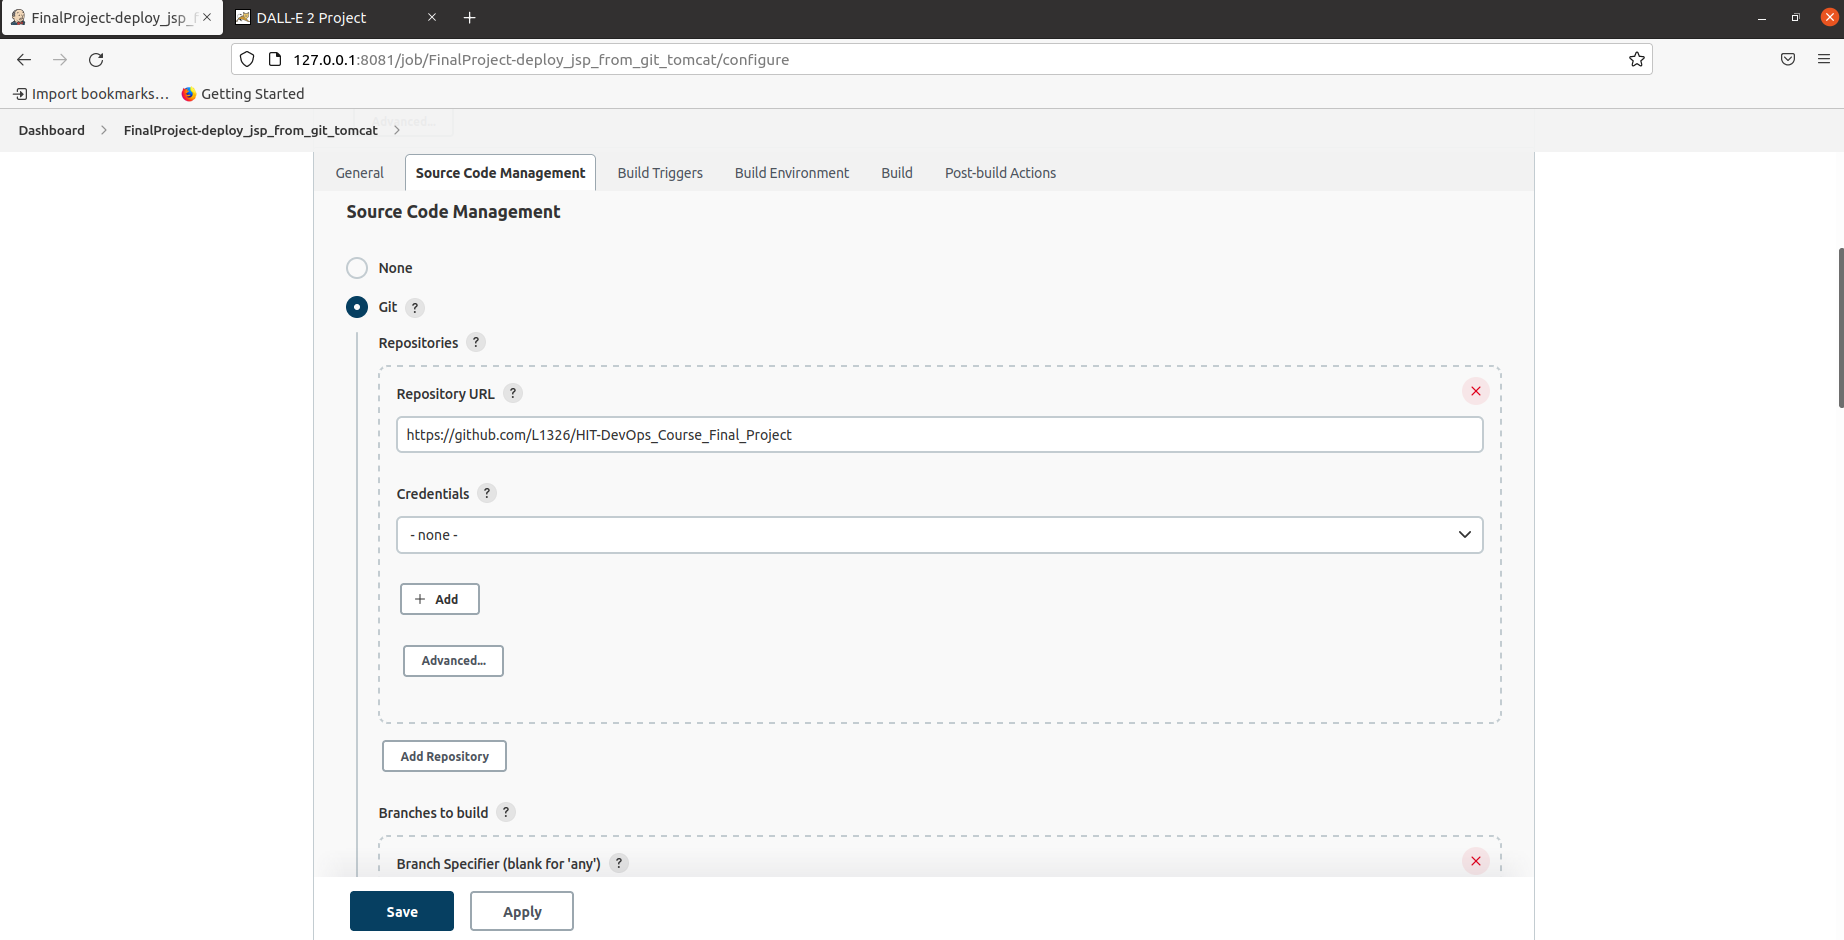 FinalProject-deploy_jsp_f
DALL-E 2 Project
127.0.0.1:8081/job/FinalProject-deploy_jsp_from_git_tomcat/configure
Import bookmarks...
Getting Started
Advanced...
Dashboard
FinalProject-deploy_jsp_from_git_tomcat
General
Source Code Management
Build Triggers
Build Environment
Build
Post-build Actions
Source Code Management
None
Git ?
Repositories ?
Repository URL ?
https://github.com/L1326/HIT-DevOps_Course_Final_Project
Credentials ?
- none -
+ Add
Advanced...
Add Repository
Branches to build ?
Branch Specifier (blank for 'any') ?
Save
Apply